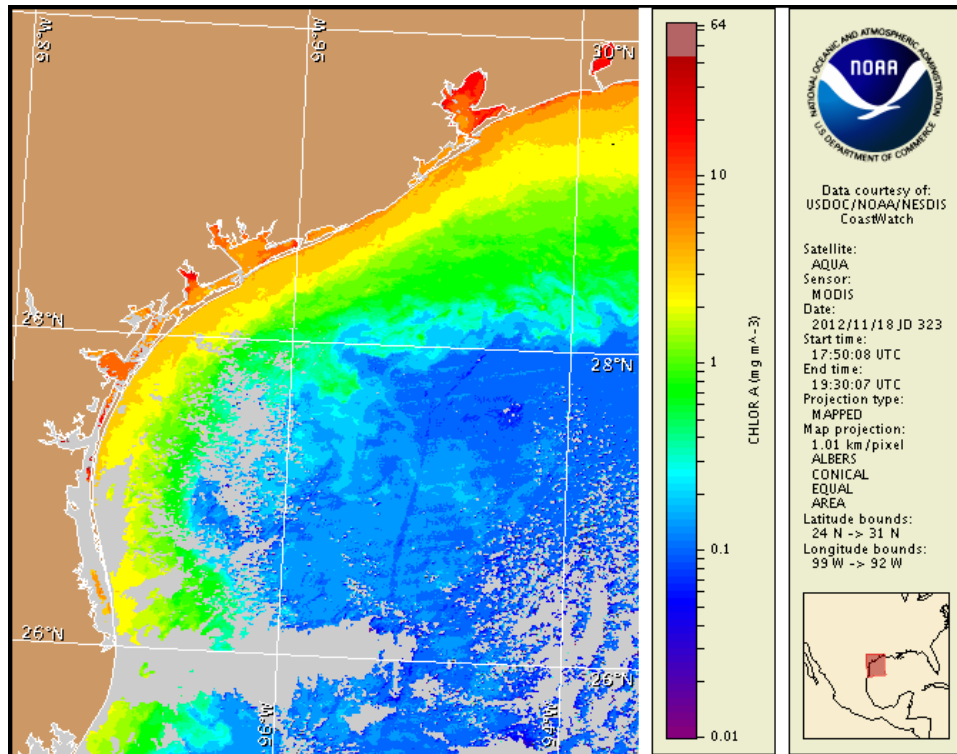 98°W
96°W
30°N
28°N
28°N
26°N
26°N
96°W
94°W
64
10
1
0.1
0.01
CHLOR A (mg m^-3)
NATIONAL OCEANIC AND ATMOSPHERIC ADMINISTRATION
NOAA
U.S. DEPARTMENT OF COMMERCE
Data courtesy of:
USDOC/NOAA/NESDIS
CoastWatch
Satellite:
AQUA
Sensor:
MODIS
Date:
2012/11/18 JD 323
Start time:
17:50:08 UTC
End time:
19:30:07 UTC
Projection type:
MAPPED
Map projection:
1.01 km/pixel
ALBERS
CONICAL
EQUAL
AREA
Latitude bounds:
24 N -> 31 N
Longitude bounds:
99 W -> 92 W